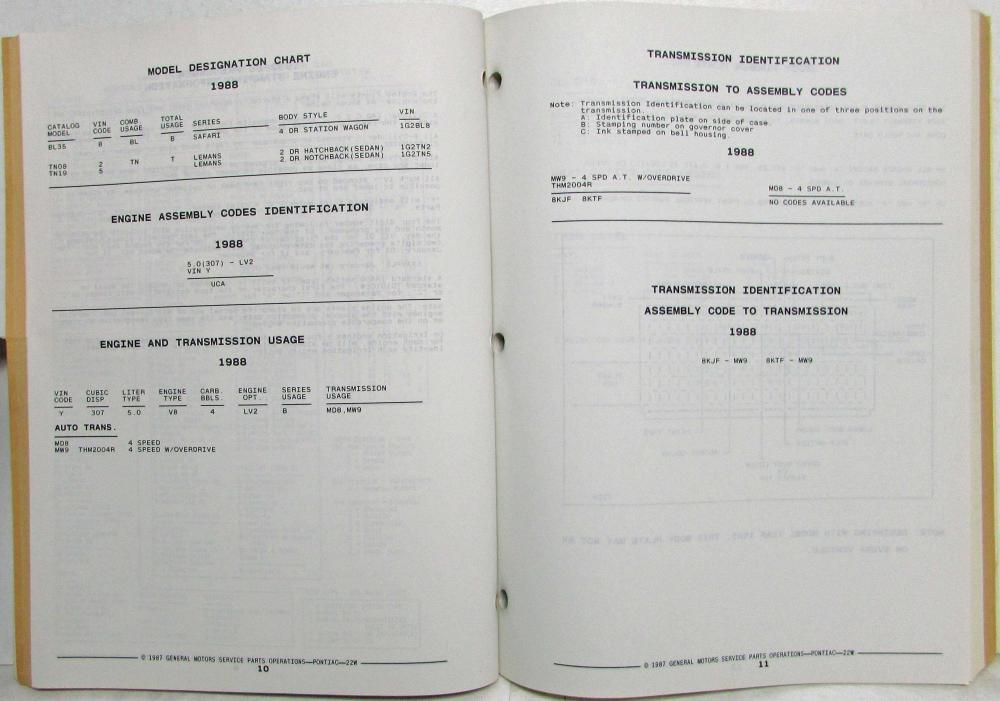 MODEL DESIGNATION CHART
1988
CATALOG MODEL VIN CODE COMB USAGE TOTAL USAGE SERIES BODY STYLE VIN
BL35 8 BL B SAFARI 4 DR STATION WAGON 1G2BL8
TN08 2 TN T LEMANS 2 DR HATCHBACK(SEDAN) 1G2TN2
TN19 5 LEMANS 2 DR NOTCHBACK(SEDAN) 1G2TN5
ENGINE ASSEMBLY CODES IDENTIFICATION
1988
5.0(307) - LV2
VIN Y
UCA
ENGINE AND TRANSMISSION USAGE
1988
VIN CODE CUBIC DISP LITER TYPE ENGINE TYPE CARB. BBLS. ENGINE OPT. SERIES USAGE TRANSMISSION USAGE
Y 307 5.0 V8 4 LV2 B MD8,MW9
AUTO TRANS.
MD8 4 SPEED
MW9 THM2004R 4 SPEED W/OVERDRIVE
© 1987 GENERAL MOTORS SERVICE PARTS OPERATIONS—PONTIAC—22W
10
TRANSMISSION IDENTIFICATION
TRANSMISSION TO ASSEMBLY CODES
Note: Transmission Identification can be located in one of three positions on the
transmission.
A: Identification plate on side of case
B: Stamping number on governor cover
C: Ink stamped on bell housing.
1988
MW9 - 4 SPD A.T. W/OVERDRIVE
THM2004R
MD8 - 4 SPD A.T.
8KJF 8KTF
NO CODES AVAILABLE
TRANSMISSION IDENTIFICATION
ASSEMBLY CODE TO TRANSMISSION
1988
8KJF - MW9 8KTF - MW9
© 1987 GENERAL MOTORS SERVICE PARTS OPERATIONS—PONTIAC—22W
11